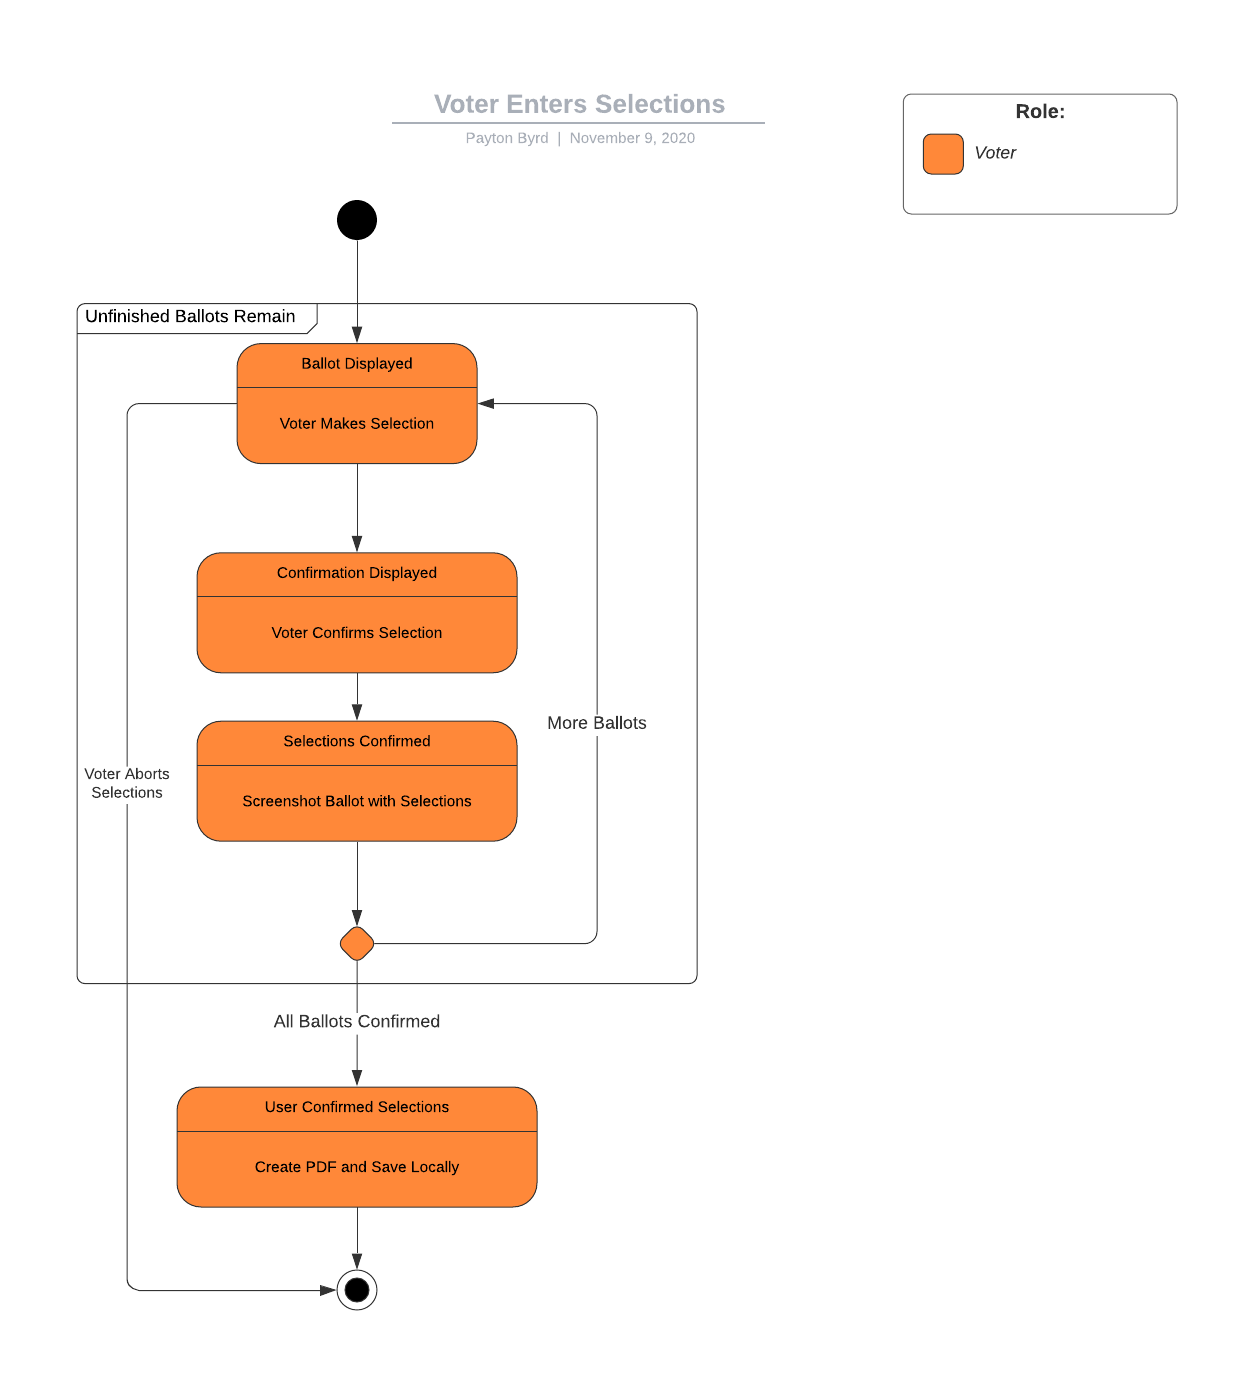 Voter Enters Selections
Payton Byrd | November 9, 2020
Role:
Voter
Unfinished Ballots Remain
Ballot Displayed
Voter Makes Selection
Confirmation Displayed
Voter Confirms Selection
More Ballots
Selections Confirmed
Screenshot Ballot with Selections
Voter Aborts
Selections
All Ballots Confirmed
User Confirmed Selections
Create PDF and Save Locally